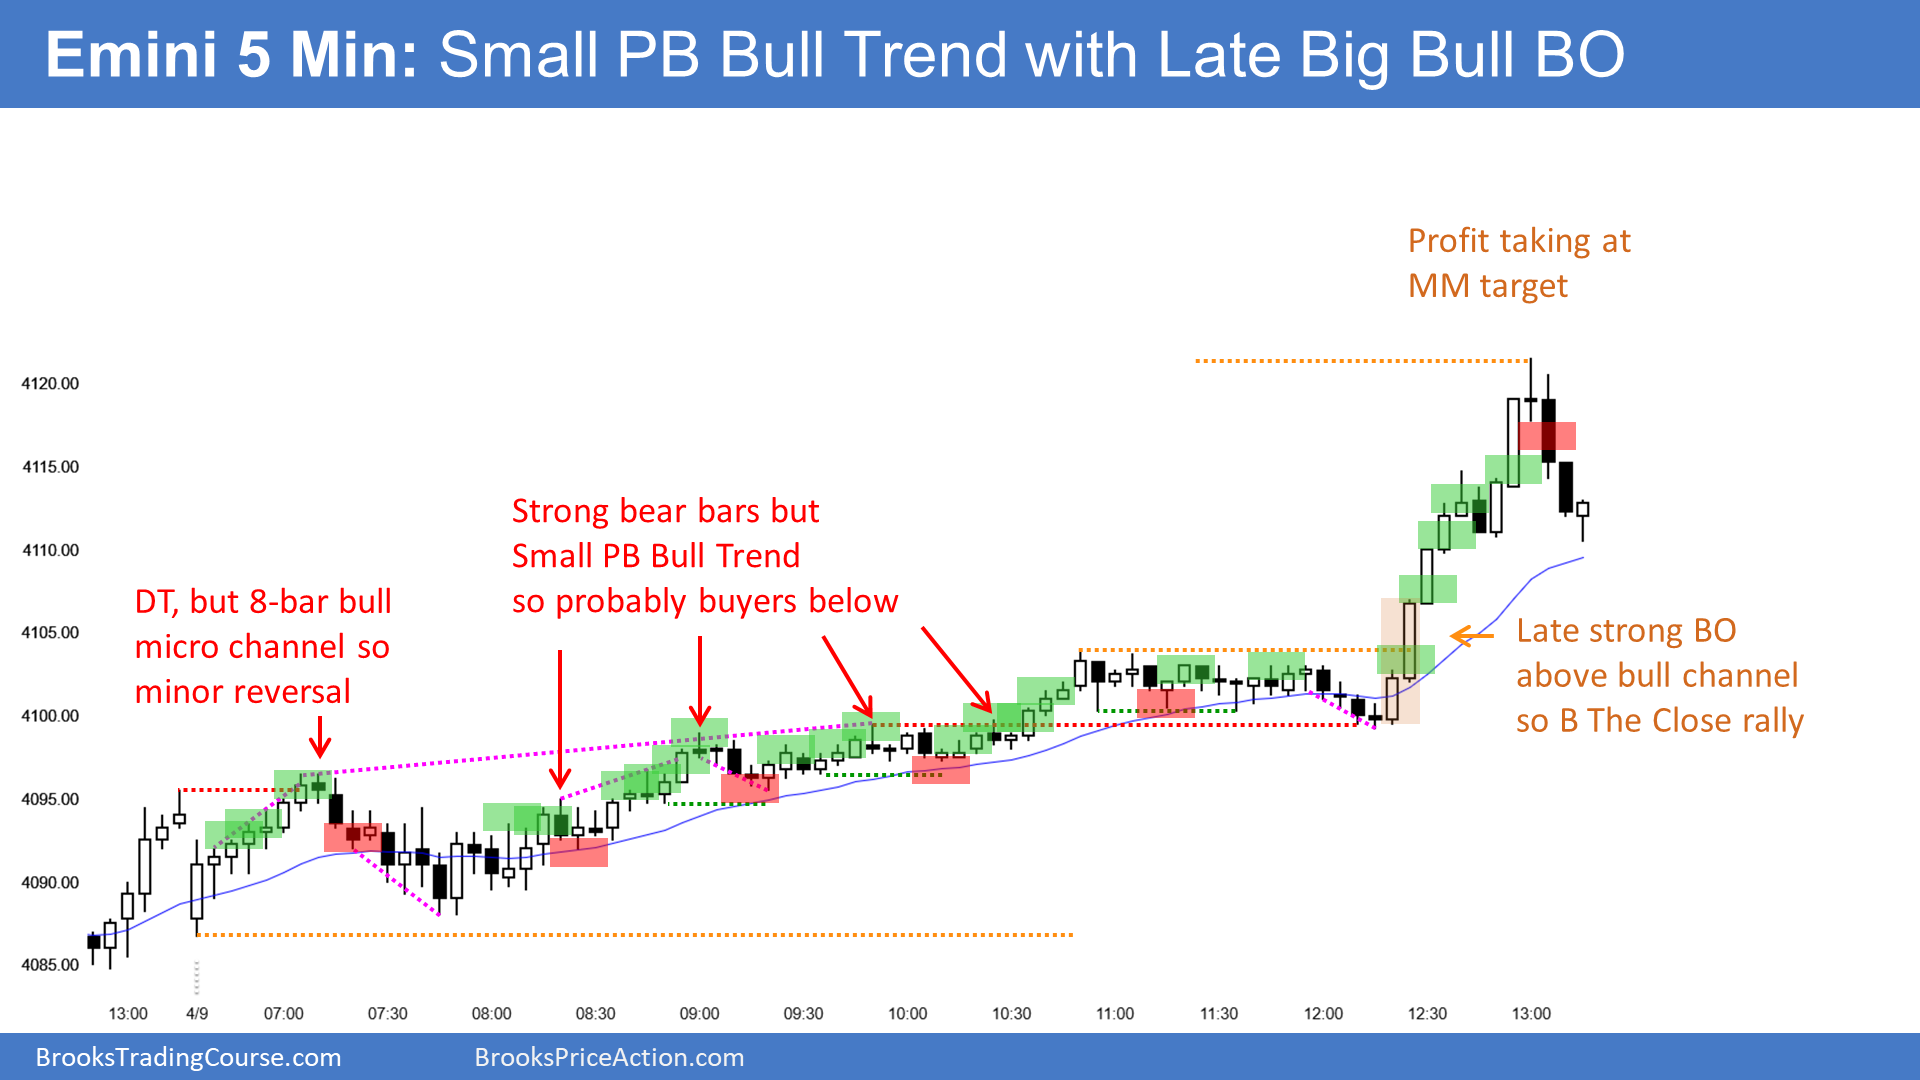 Emini 5 Min: Small PB Bull Trend with Late Big Bull BO
Profit taking at
MM target
4120.00
4115.00
4110.00
4105.00
4100.00
4095.00
4090.00
4085.00
Strong bear bars but
Small PB Bull Trend
so probably buyers below
DT, but 8-bar bull
micro channel so
minor reversal
Late strong BO
above bull channel
so B The Close rally
13:00 4/9 07:00 07:30 08:00 08:30 09:00 09:30 10:00 10:30 11:00 11:30 12:00 12:30 13:00
BrooksTradingCourse.com BrooksPriceAction.com